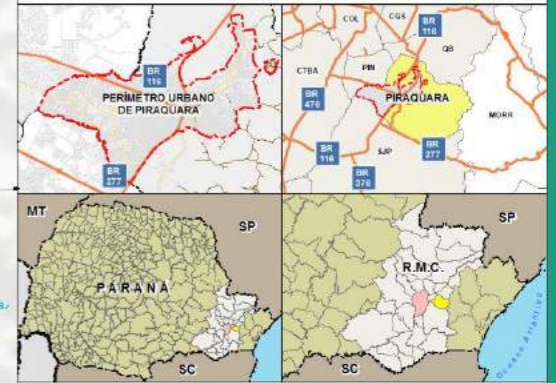 BR
116
PERÍMETRO URBANO
DE PIRAQUARA
BR
277
COL
CGS
BR
116
QB
CTBA
PIN
BR
476
PIRAQUARA
MORR
BR
116
SJP
BR
277
BR
376
MT
SP
PARANÁ
SC
SP
R.M.C.
SC
Oceano Atlântico